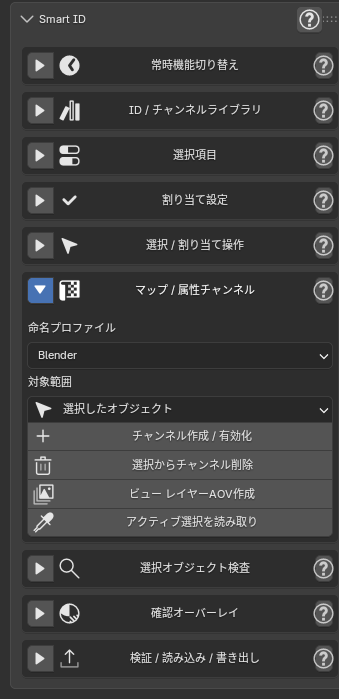 Smart ID
常時機能切り替え
ID / チャンネルライブラリ
選択項目
割り当て設定
選択 / 割り当て操作
マップ / 属性チャンネル
命名プロファイル
Blender
対象範囲
選択したオブジェクト
チャンネル作成 / 有効化
選択からチャンネル削除
ビュー レイヤーAOV作成
アクティブ選択を読み取り
選択オブジェクト検査
確認オーバーレイ
検証 / 読み込み / 書き出し